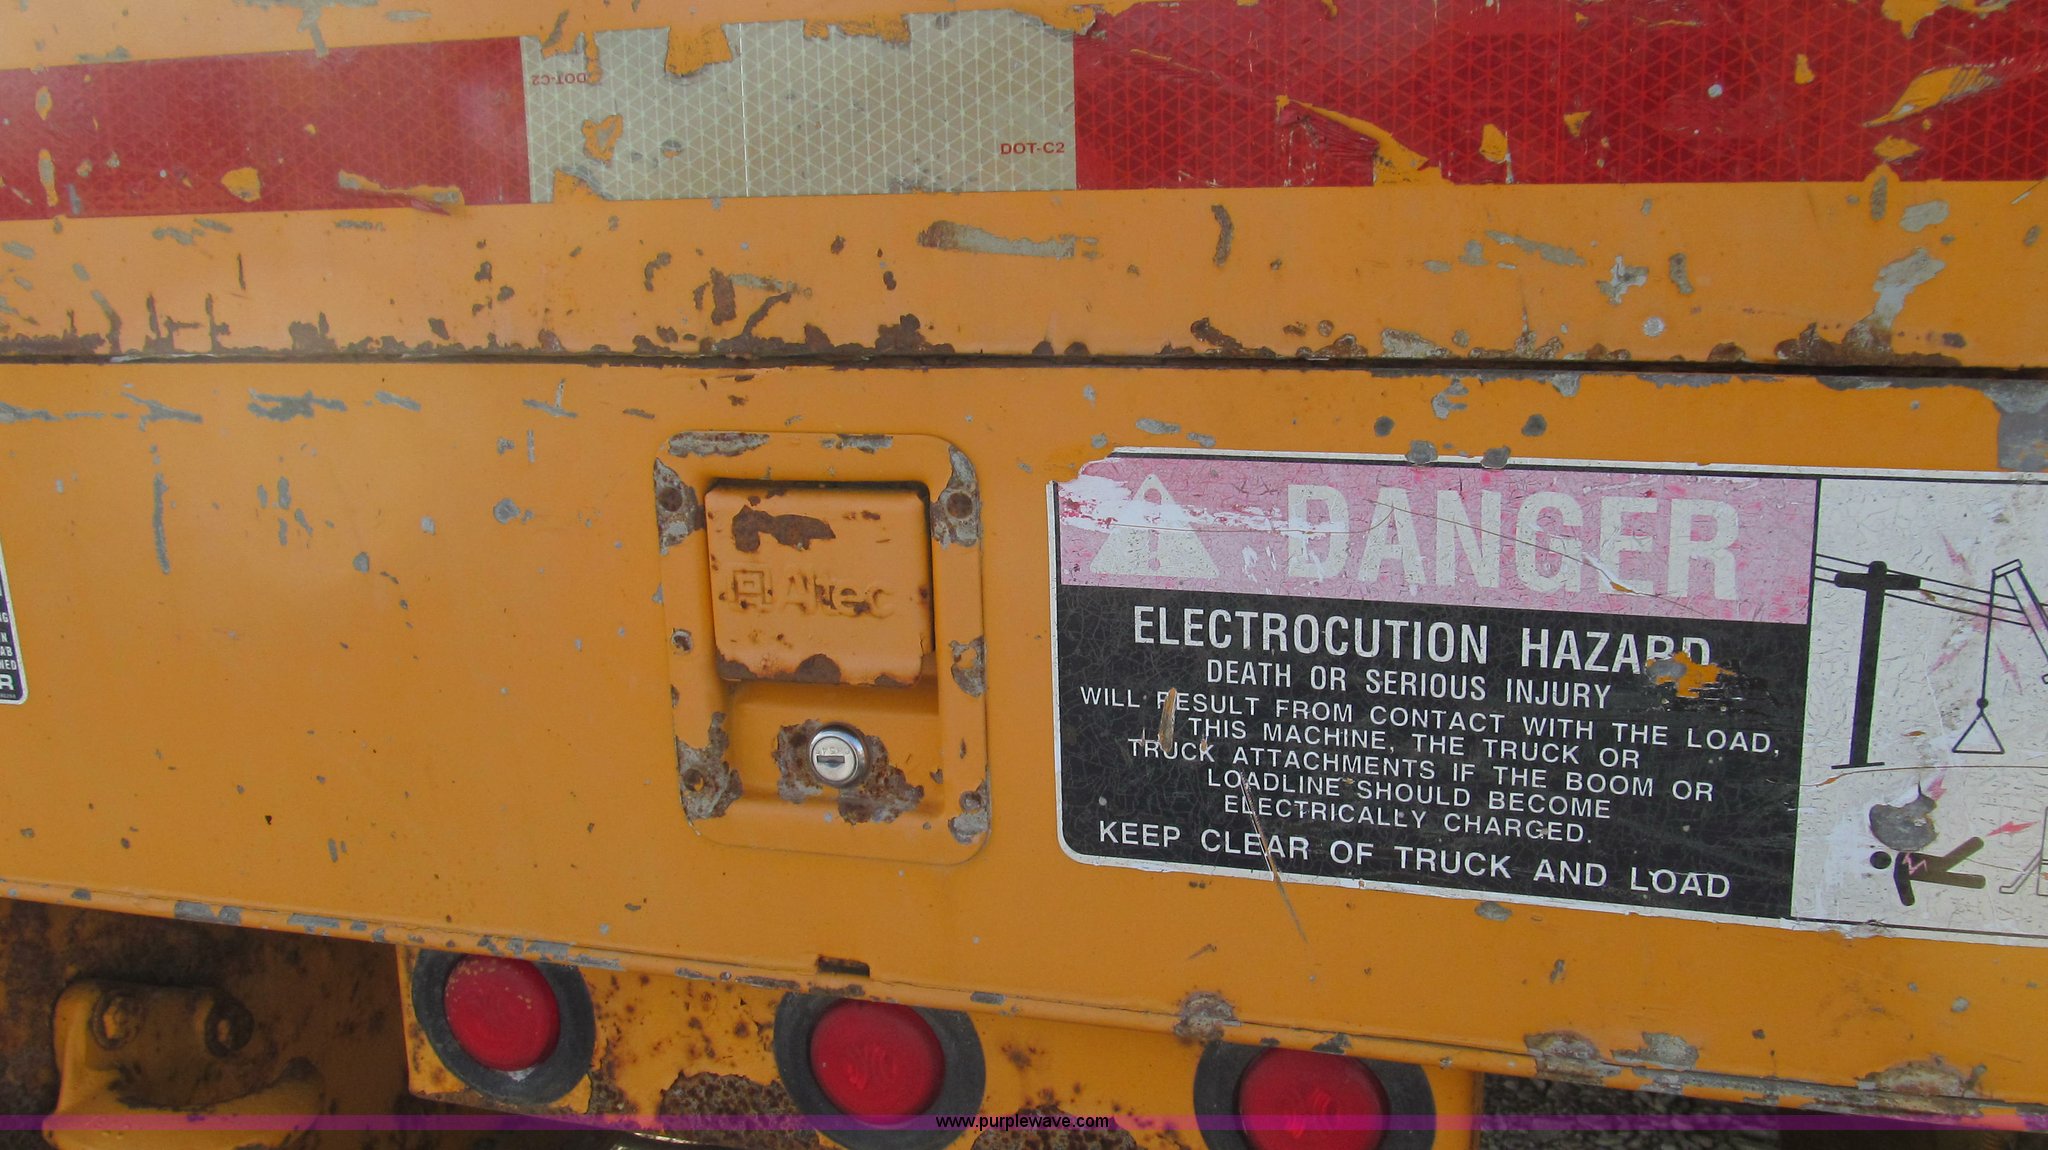 DOT-C2
DOT-C2
Altec
DANGER
ELECTROCUTION HAZARD
DEATH OR SERIOUS INJURY
WILL RESULT FROM CONTACT WITH THE LOAD,
THIS MACHINE, THE TRUCK OR
TRUCK ATTACHMENTS IF THE BOOM OR
LOADLINE SHOULD BECOME
ELECTRICALLY CHARGED.
KEEP CLEAR OF TRUCK AND LOAD
www.purplewave.com